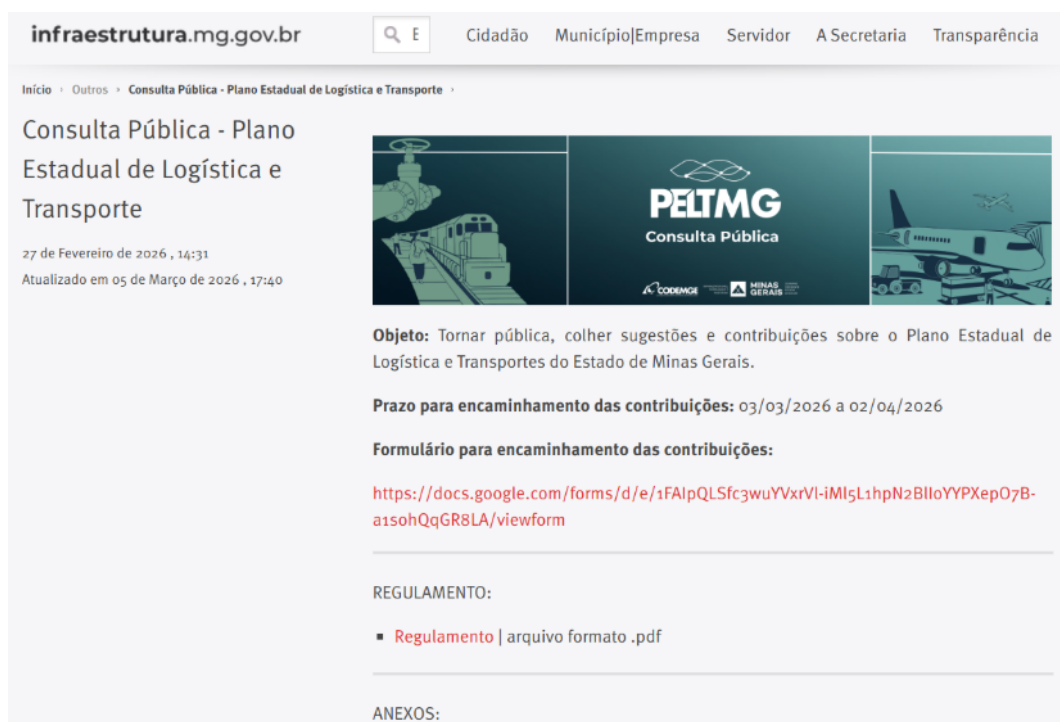 infraestrutura.mg.gov.br
E
Cidadão
Município|Empresa
Servidor
A Secretaria
Transparência
Início › Outros › Consulta Pública - Plano Estadual de Logística e Transporte ›
Consulta Pública - Plano
Estadual de Logística e
Transporte
27 de Fevereiro de 2026 , 14:31
Atualizado em 05 de Março de 2026 , 17:40
PELTMG
Consulta Pública
CODEMGE
MINAS
GERAIS
Objeto: Tornar pública, colher sugestões e contribuições sobre o Plano Estadual de
Logística e Transportes do Estado de Minas Gerais.
Prazo para encaminhamento das contribuições: 03/03/2026 a 02/04/2026
Formulário para encaminhamento das contribuições:
https://docs.google.com/forms/d/e/1FAIpQLSfc3wuYVxrVl-iMl5L1hpN2BlI0YYPXepO7B-
a1sohQqGR8LA/viewform
REGULAMENTO:
▪ Regulamento | arquivo formato .pdf
ANEXOS: